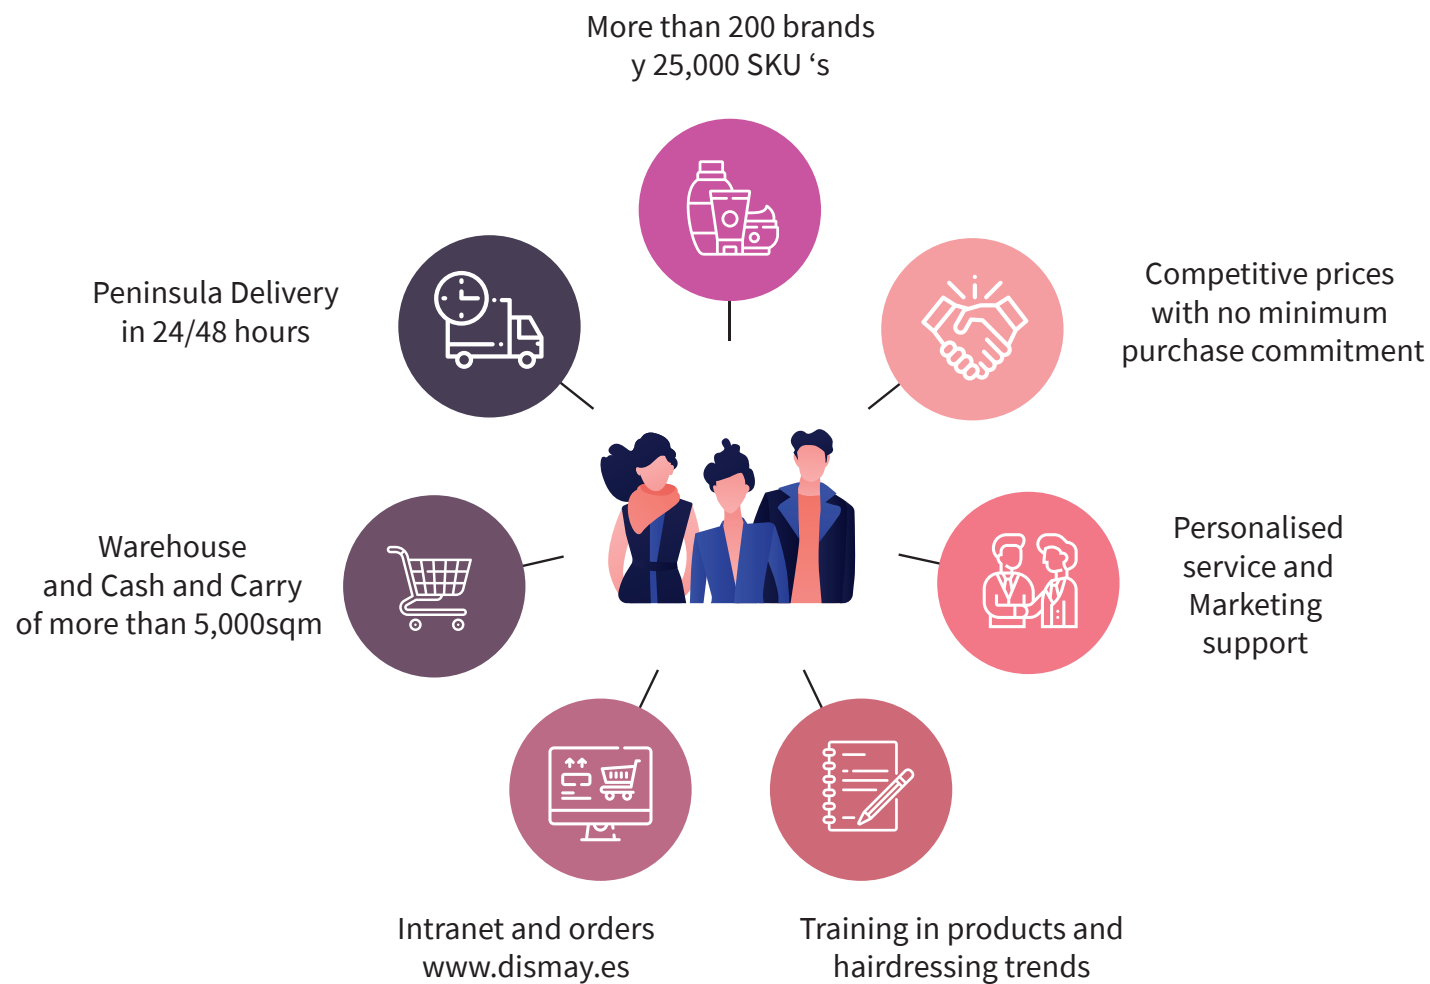 More than 200 brands
y 25,000 SKU ‘s
Peninsula Delivery
in 24/48 hours
Competitive prices
with no minimum
purchase commitment
Warehouse
and Cash and Carry
of more than 5,000sqm
Personalised
service and
Marketing
support
Intranet and orders
www.dismay.es
Training in products and
hairdressing trends